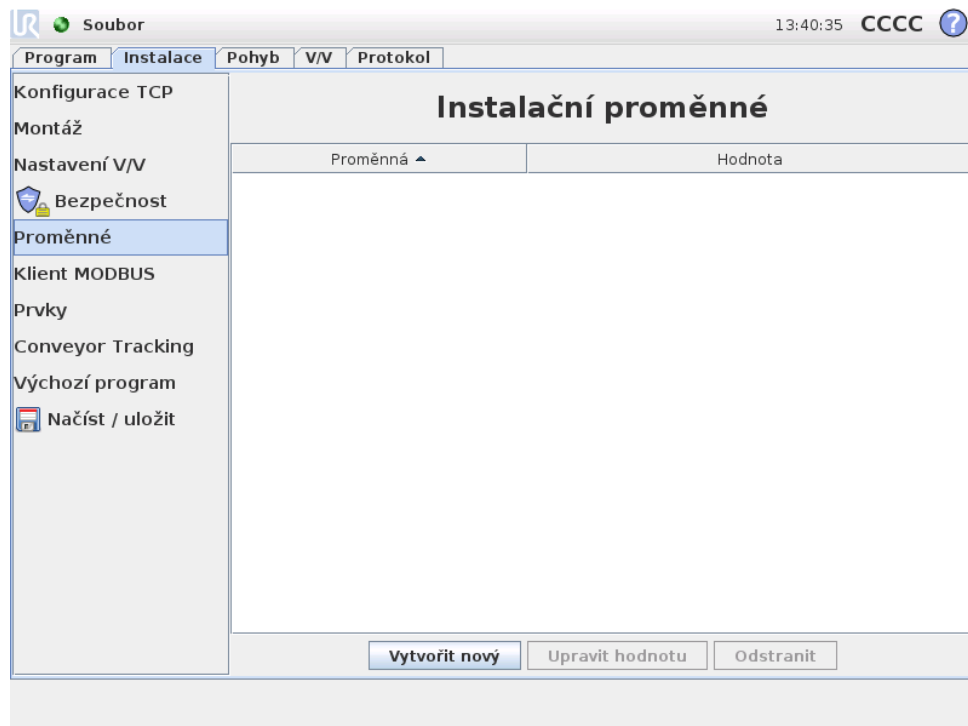 UR Soubor 13:40:35 CCCC ?
Program Instalace Pohyb V/V Protokol
Konfigurace TCP
Montáž
Nastavení V/V
Bezpečnost
Proměnné
Klient MODBUS
Prvky
Conveyor Tracking
Výchozí program
Načíst / uložit
Instalační proměnné
Proměnná Hodnota
Vytvořit nový Upravit hodnotu Odstranit